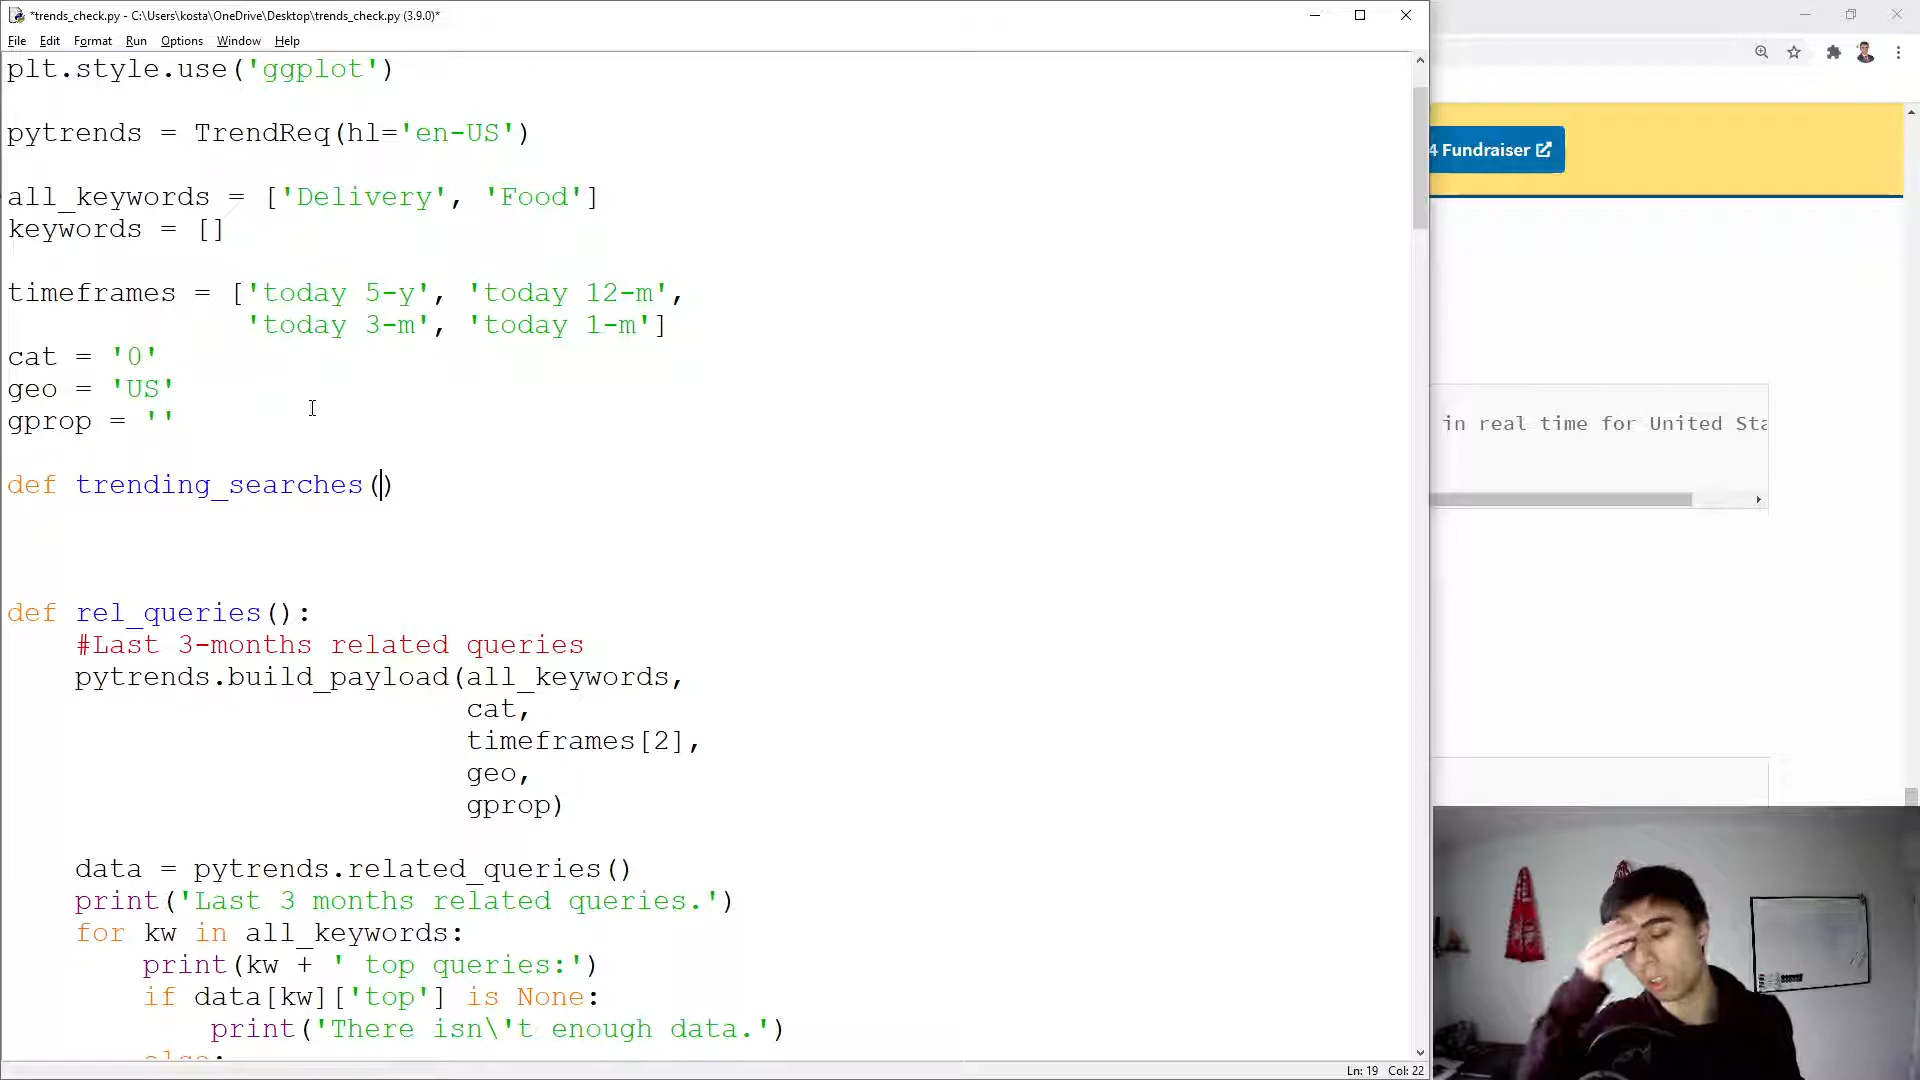 *trends_check.py - C:\Users\kosta\OneDrive\Desktop\trends_check.py (3.9.0)*
File Edit Format Run Options Window Help
plt.style.use('ggplot')
pytrends = TrendReq(hl='en-US')
all_keywords = ['Delivery', 'Food']
keywords = []
timeframes = ['today 5-y', 'today 12-m',
'today 3-m', 'today 1-m']
cat = '0'
geo = 'US'
gprop = ''
def trending_searches()
def rel_queries():
#Last 3-months related queries
pytrends.build_payload(all_keywords,
cat,
timeframes[2],
geo,
gprop)
data = pytrends.related_queries()
print('Last 3 months related queries.')
for kw in all_keywords:
print(kw + ' top queries:')
if data[kw]['top'] is None:
print('There isn\'t enough data.')
else:
Ln: 19 Col: 22
4 Fundraiser
in real time for United Sta